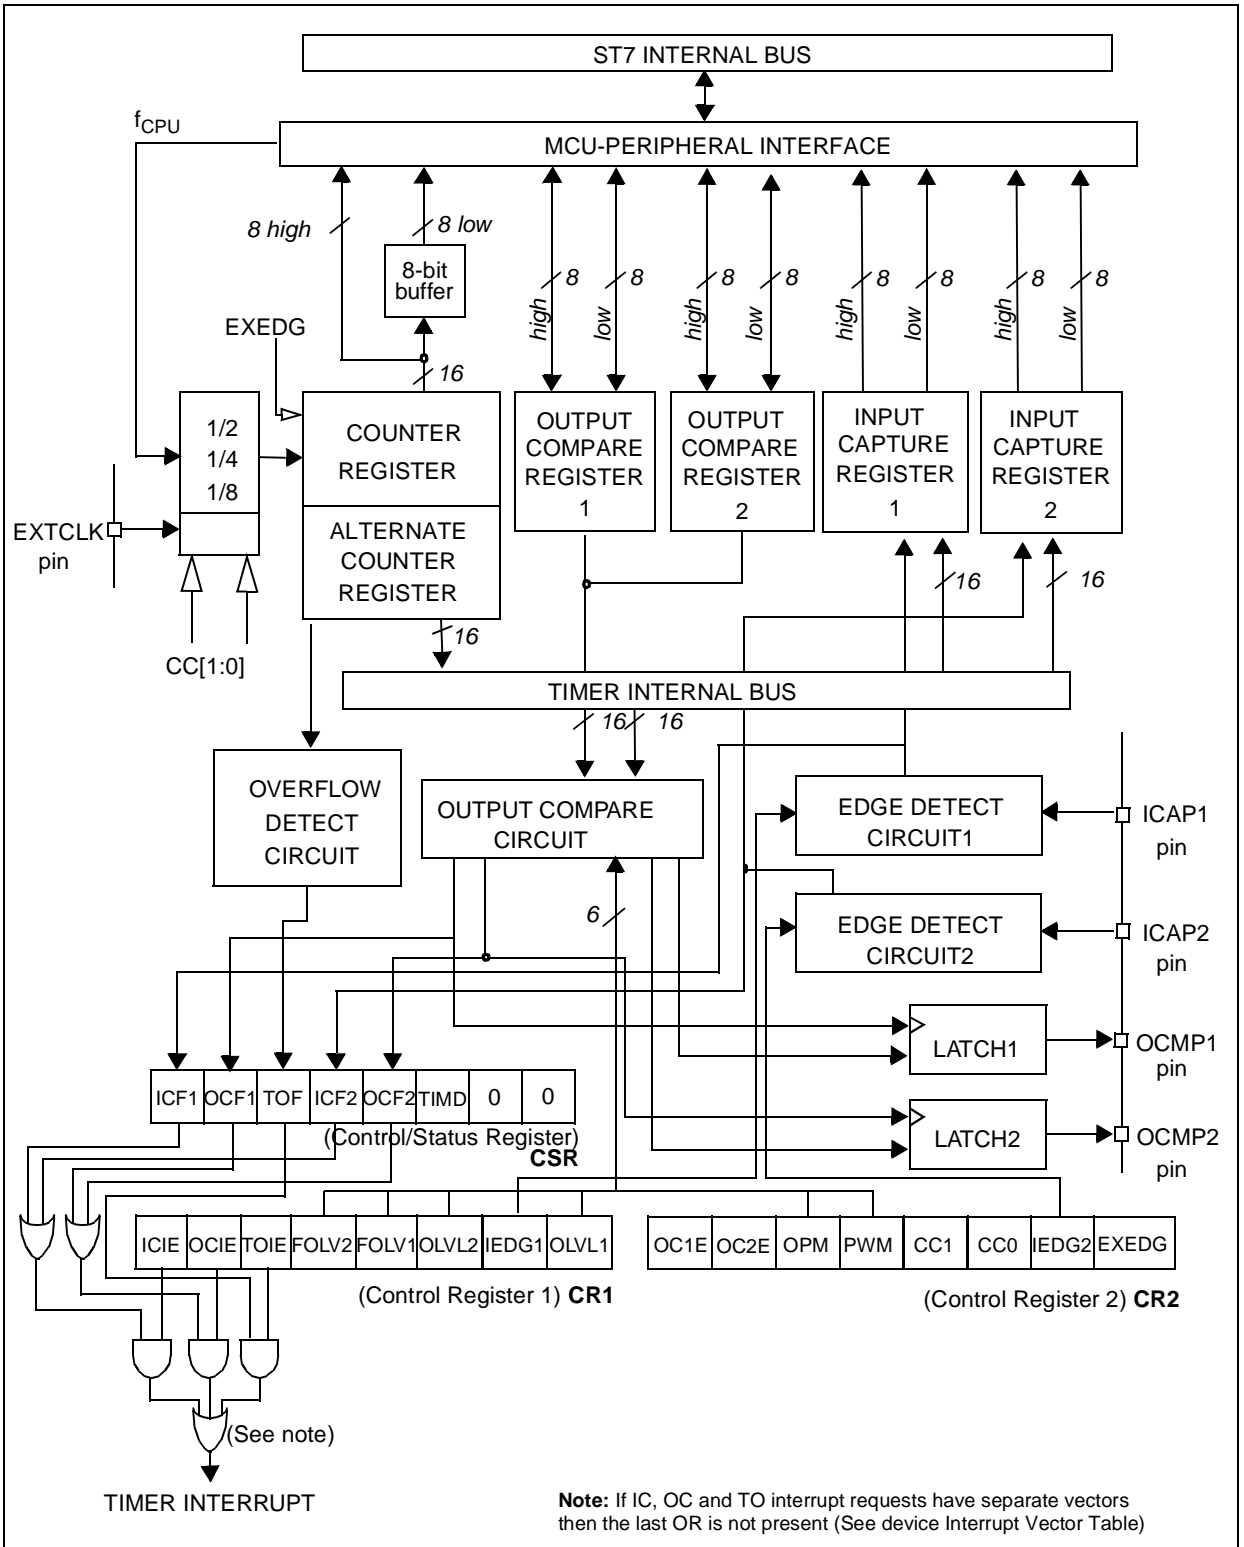 ST7 INTERNAL BUS
fCPU
MCU-PERIPHERAL INTERFACE
8 high
8 low
8-bit
buffer
8 8 8 8 8 8 8 8
high low high low high low high low
EXEDG
16
1/2
1/4
1/8
COUNTER
REGISTER
OUTPUT
COMPARE
REGISTER
1
OUTPUT
COMPARE
REGISTER
2
INPUT
CAPTURE
REGISTER
1
INPUT
CAPTURE
REGISTER
2
EXTCLK
pin
ALTERNATE
COUNTER
REGISTER
16 16
16
CC[1:0]
TIMER INTERNAL BUS
16 16
OVERFLOW
DETECT
CIRCUIT
OUTPUT COMPARE
CIRCUIT
EDGE DETECT
CIRCUIT1
ICAP1
pin
6
EDGE DETECT
CIRCUIT2
ICAP2
pin
LATCH1
OCMP1
pin
ICF1 OCF1 TOF ICF2 OCF2 TIMD 0 0
(Control/Status Register)
CSR
LATCH2
OCMP2
pin
ICIE OCIE TOIE FOLV2 FOLV1 OLVL2 IEDG1 OLVL1
OC1E OC2E OPM PWM CC1 CC0 IEDG2 EXEDG
(Control Register 1) CR1
(Control Register 2) CR2
(See note)
TIMER INTERRUPT
Note: If IC, OC and TO interrupt requests have separate vectors
then the last OR is not present (See device Interrupt Vector Table)